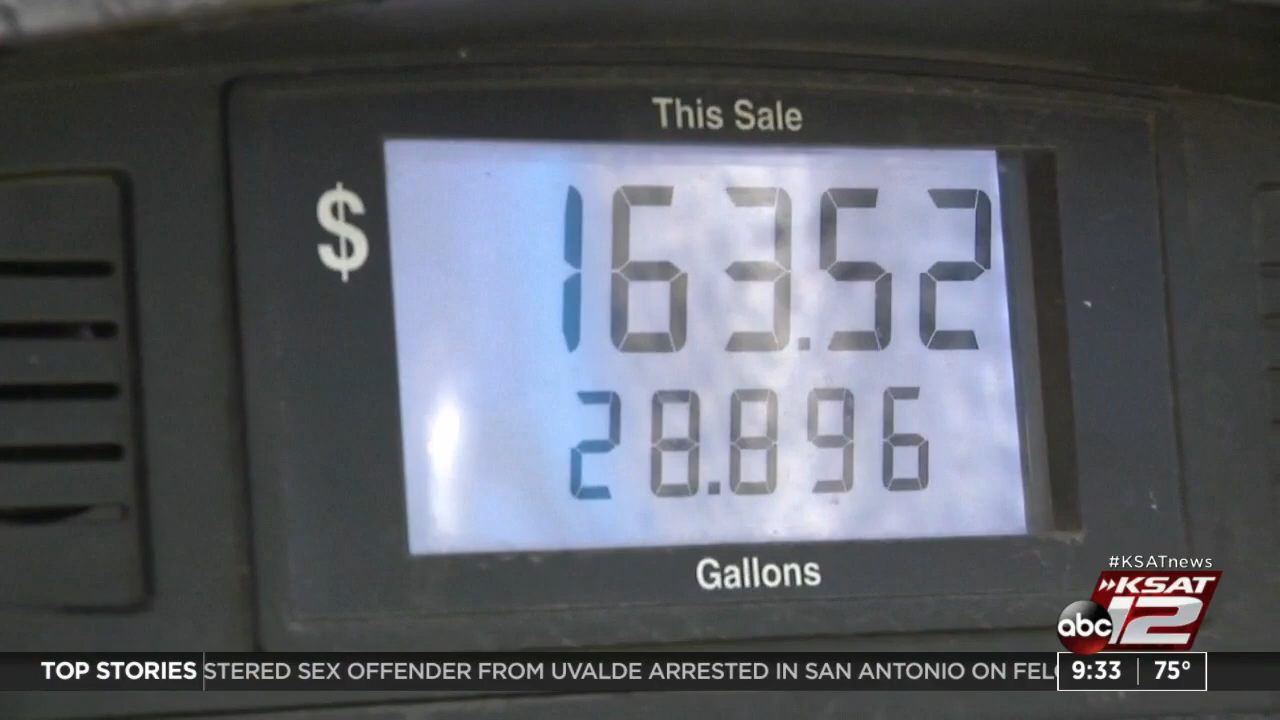 This Sale
$ 163.52
28.896
Gallons
#KSATnews
KSAT
abc 12
TOP STORIES STERED SEX OFFENDER FROM UVALDE ARRESTED IN SAN ANTONIO ON FEL
9:33 75°